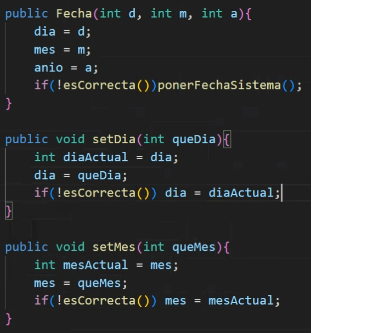 public Fecha(int d, int m, int a){
    dia = d;
    mes = m;
    anio = a;
    if(!esCorrecta())ponerFechaSistema();
}

public void setDia(int queDia){
    int diaActual = dia;
    dia = queDia;
    if(!esCorrecta()) dia = diaActual;
}

public void setMes(int queMes){
    int mesActual = mes;
    mes = queMes;
    if(!esCorrecta()) mes = mesActual;
}